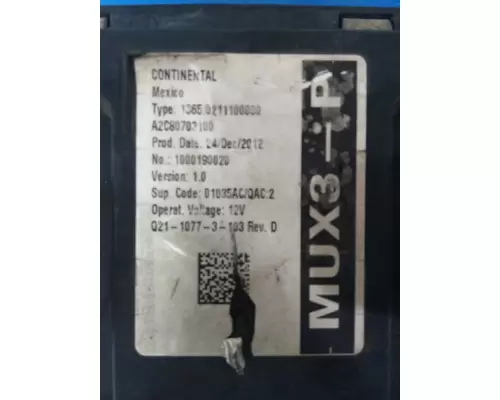 CONTINENTAL
Mexico
Type: 1365.0211100000
A2C80702100
Prod. Date: 24/Dec/2012
No.: 1000190020
Version: 1.0
Sup. Code: 01035AC/QAC:2
Operat. Voltage: 12V
Q21-1077-3-103 Rev. D
MUX3-P